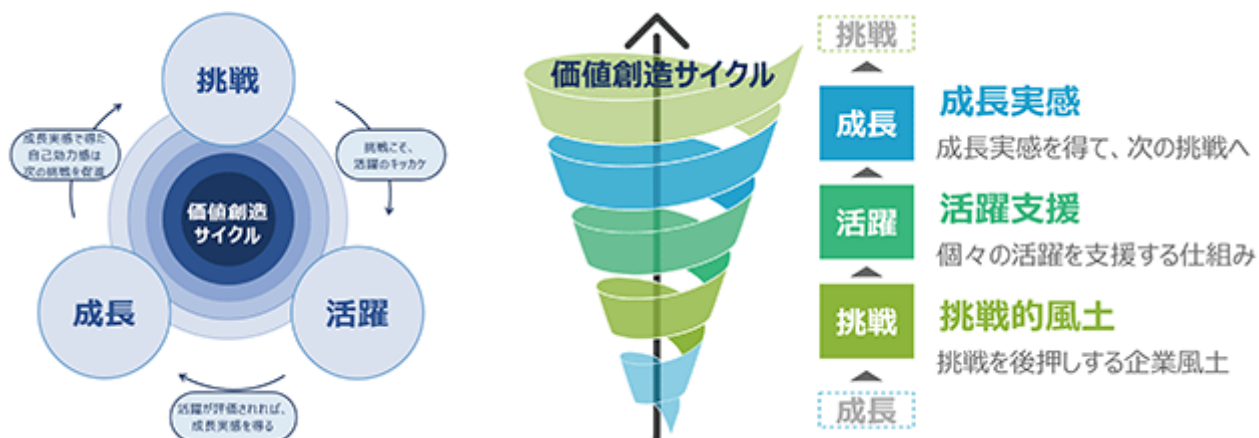 挑戦
成長実感で得た
自己効力感は
次の挑戦を促進
挑戦こそ、
活躍のキッカケ
価値創造
サイクル
成長
活躍
活躍が評価されれば、
成長実感を得る
価値創造サイクル
挑戦
成長
成長実感
成長実感を得て、次の挑戦へ
活躍
活躍支援
個々の活躍を支援する仕組み
挑戦
挑戦的風土
挑戦を後押しする企業風土
成長